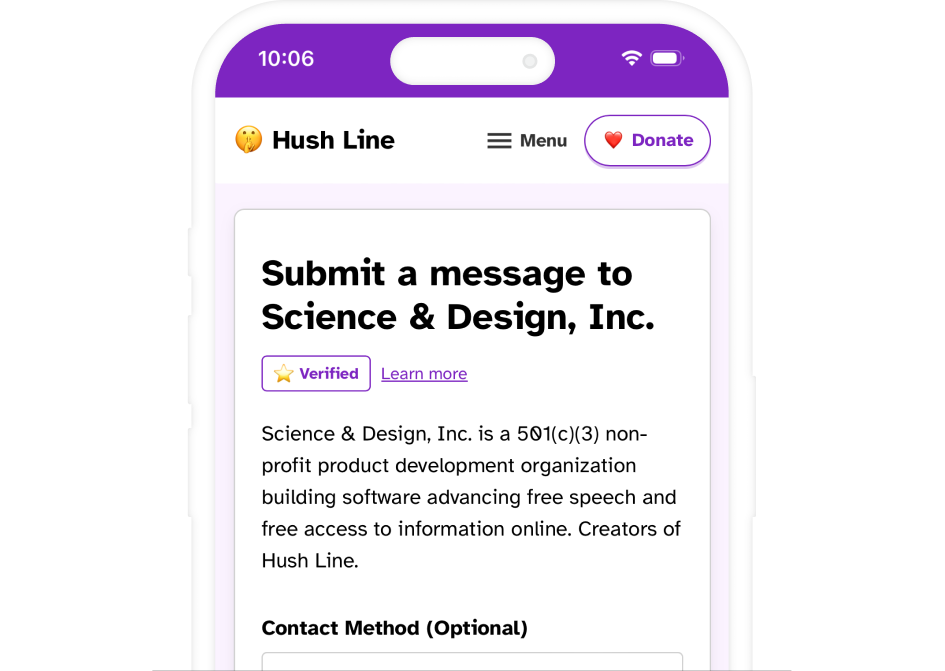 10:06
🤫 Hush Line
Menu
❤️ Donate
Submit a message to
Science & Design, Inc.
⭐ Verified
Learn more
Science & Design, Inc. is a 501(c)(3) non-
profit product development organization
building software advancing free speech and
free access to information online. Creators of
Hush Line.
Contact Method (Optional)